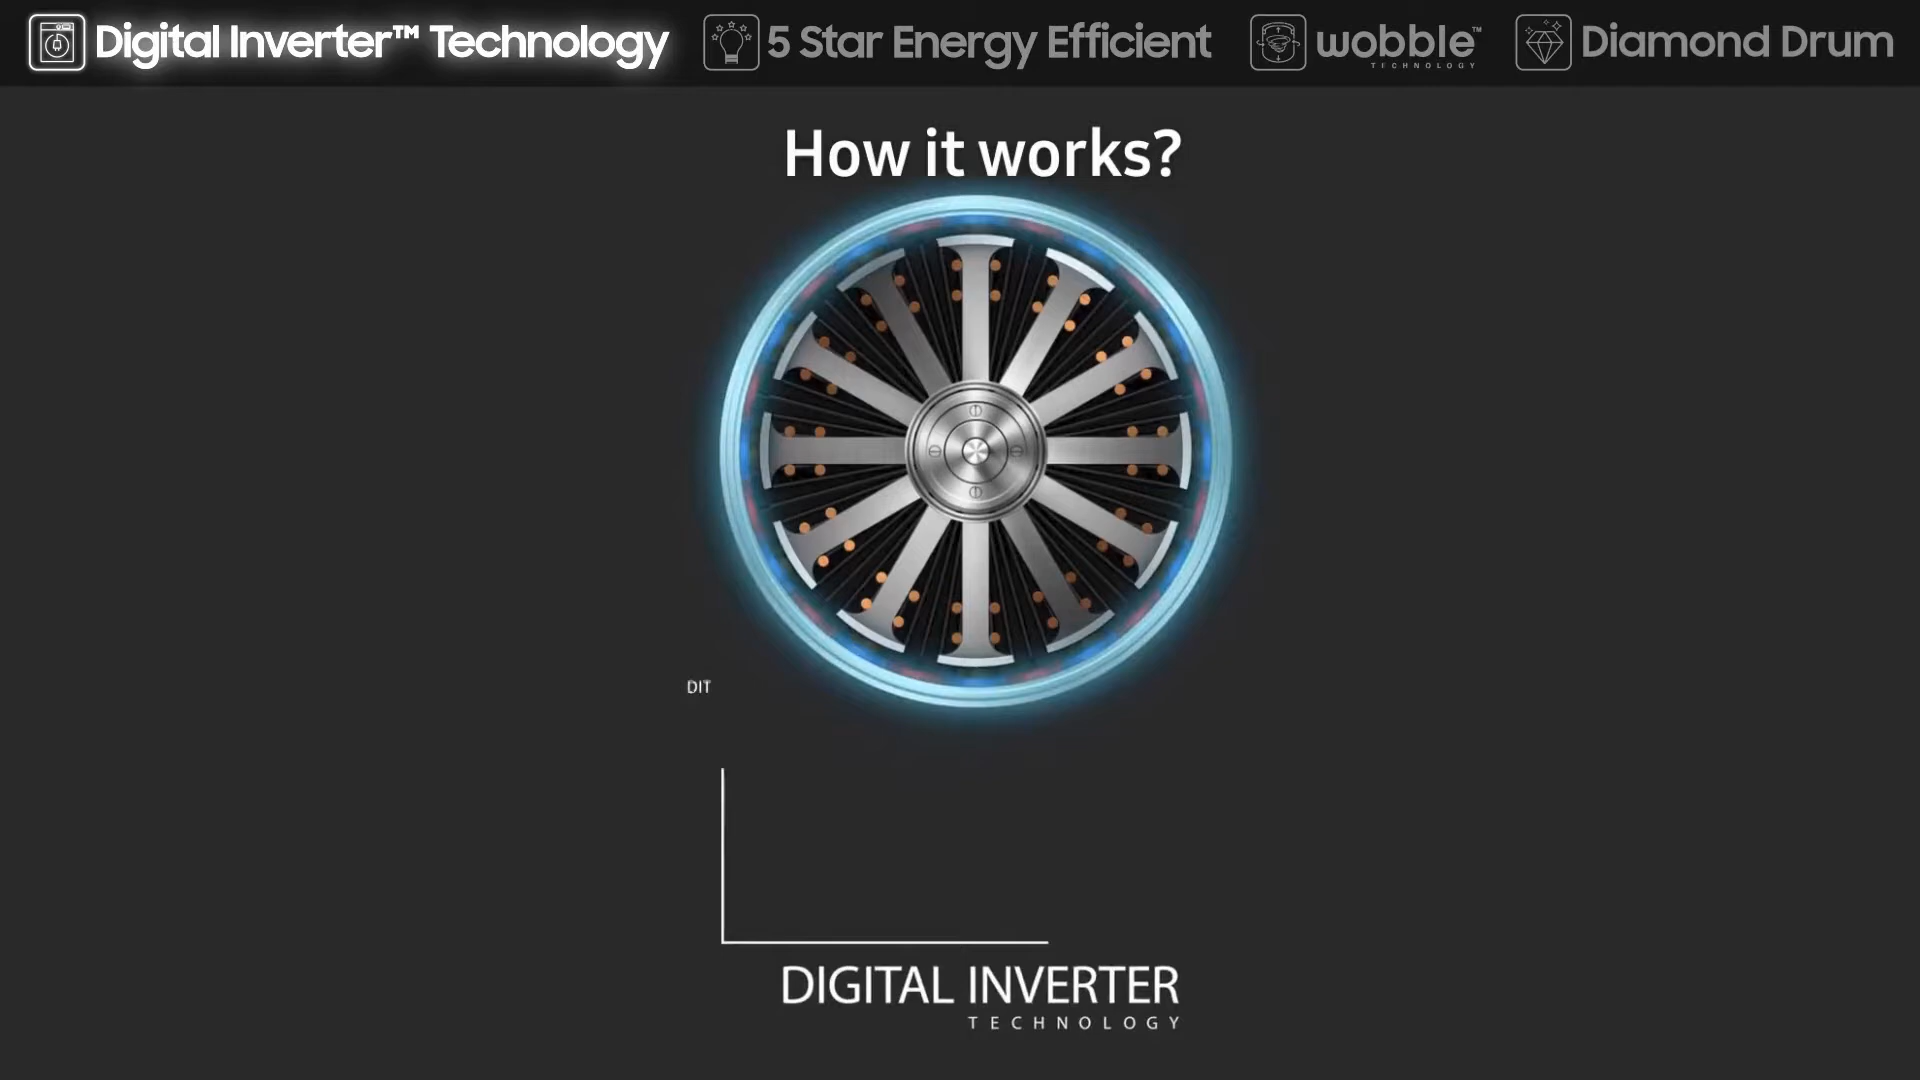 Digital Inverter™ Technology
5 Star Energy Efficient
wobble™
TECHNOLOGY
Diamond Drum
How it works?
DIT
DIGITAL INVERTER
TECHNOLOGY